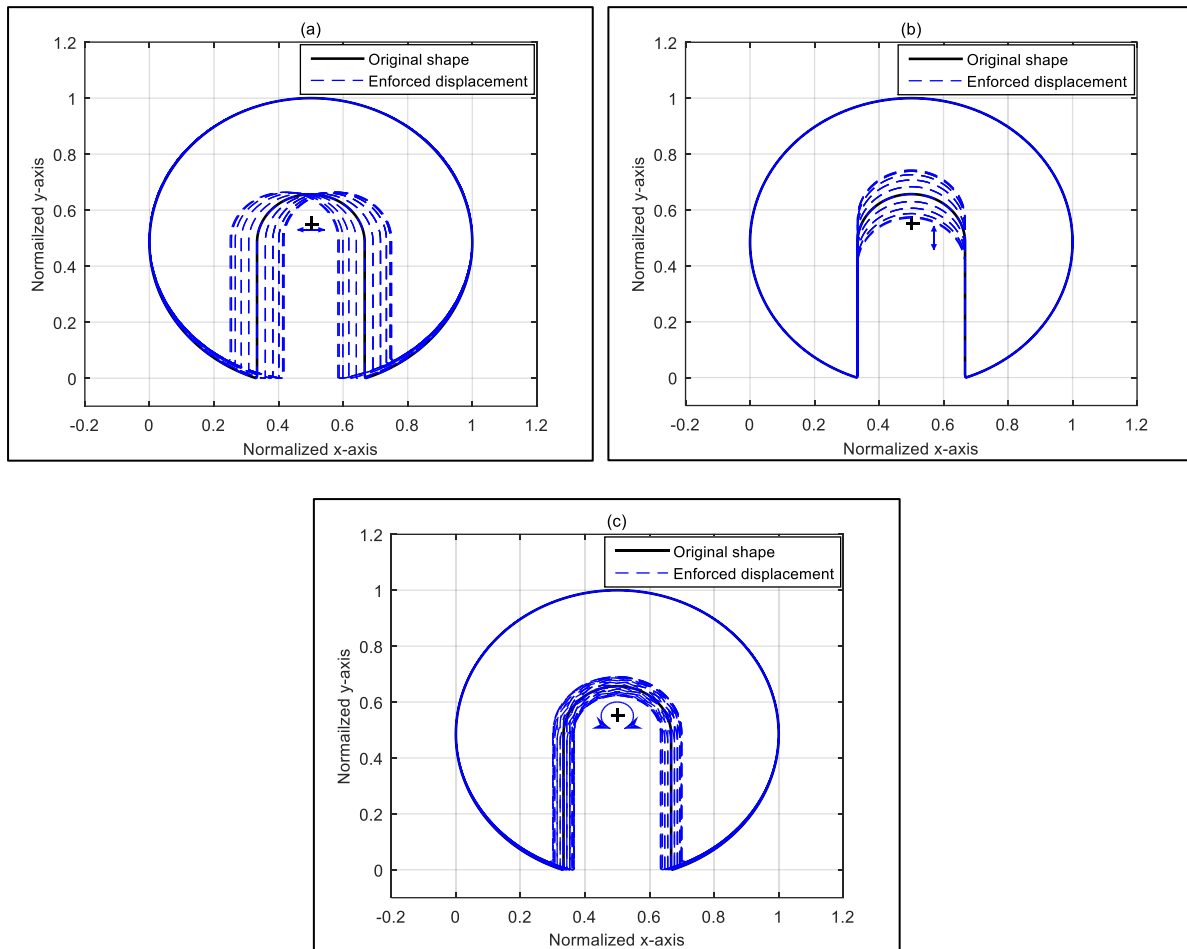 (a)
Original shape
Enforced displacement
1.2
1
0.8
0.6
0.4
0.2
0
-0.2 0 0.2 0.4 0.6 0.8 1 1.2
Normailzed y-axis
Normalized x-axis
(b)
Original shape
Enforced displacement
1.2
1
0.8
0.6
0.4
0.2
0
-0.2 0 0.2 0.4 0.6 0.8 1 1.2
Normailzed y-axis
Normalized x-axis
(c)
Original shape
Enforced displacement
1.2
1
0.8
0.6
0.4
0.2
0
-0.2 0 0.2 0.4 0.6 0.8 1 1.2
Normailzed y-axis
Normalized x-axis